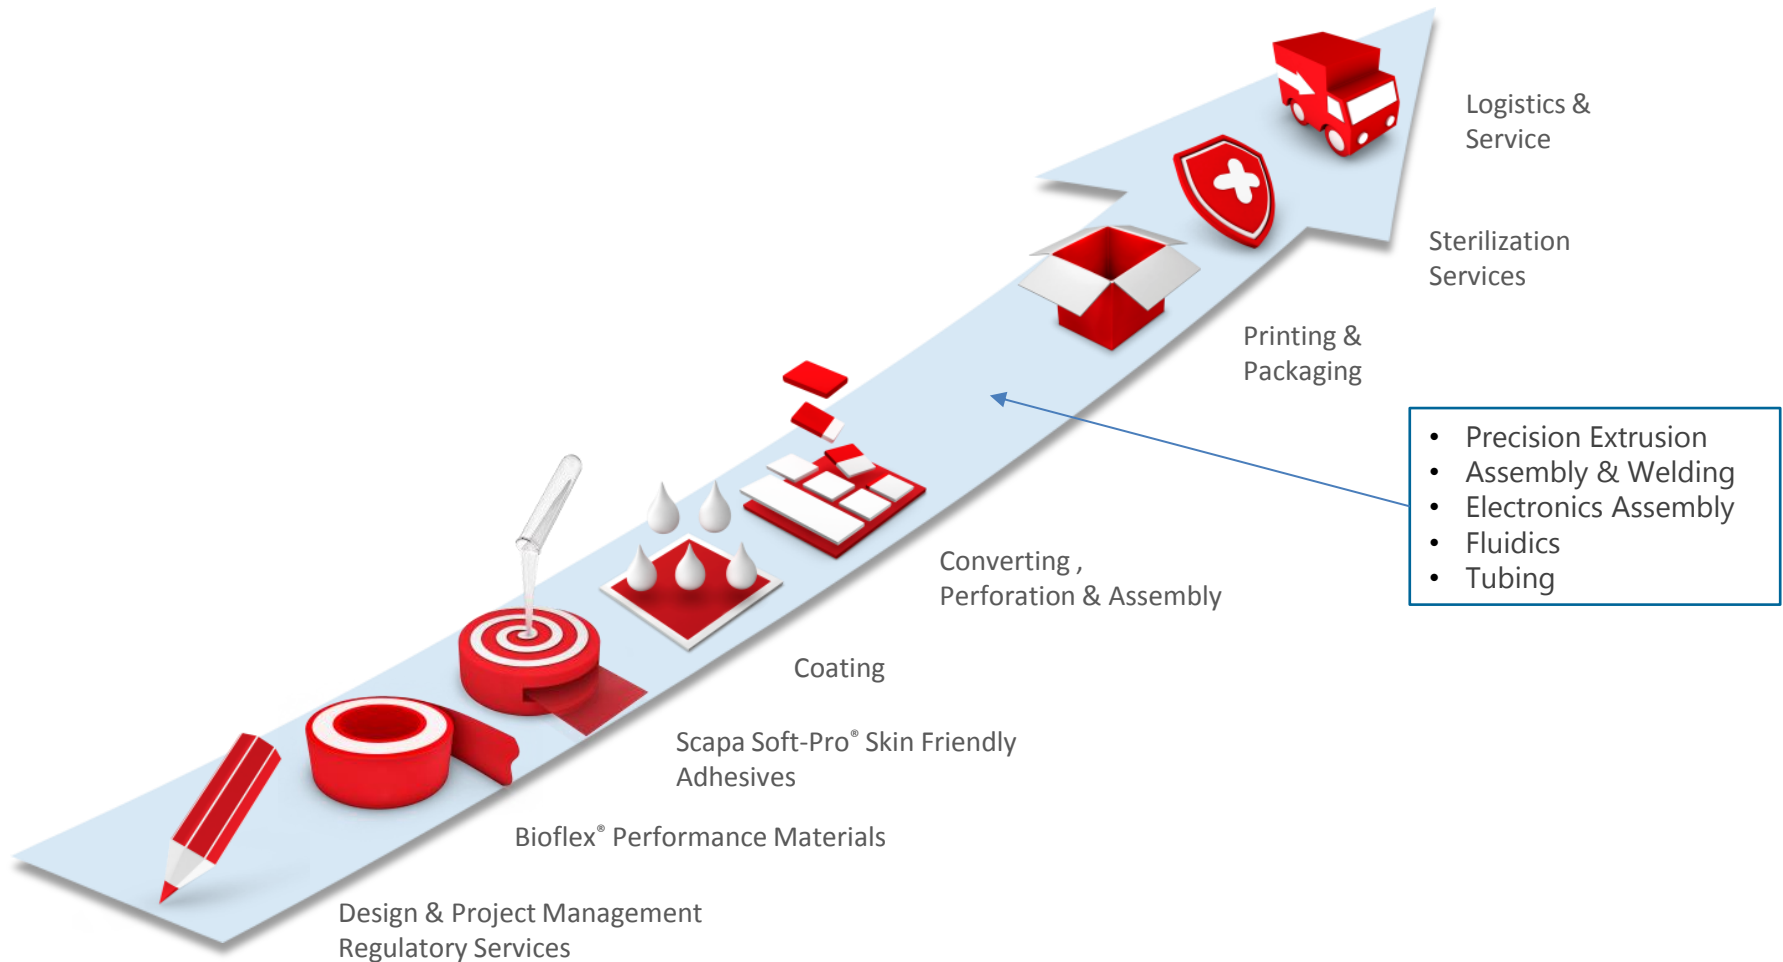 Logistics &
Service
Sterilization
Services
Printing &
Packaging
• Precision Extrusion
• Assembly & Welding
• Electronics Assembly
• Fluidics
• Tubing
Converting ,
Perforation & Assembly
Coating
Scapa Soft-Pro® Skin Friendly
Adhesives
Bioflex® Performance Materials
Design & Project Management
Regulatory Services